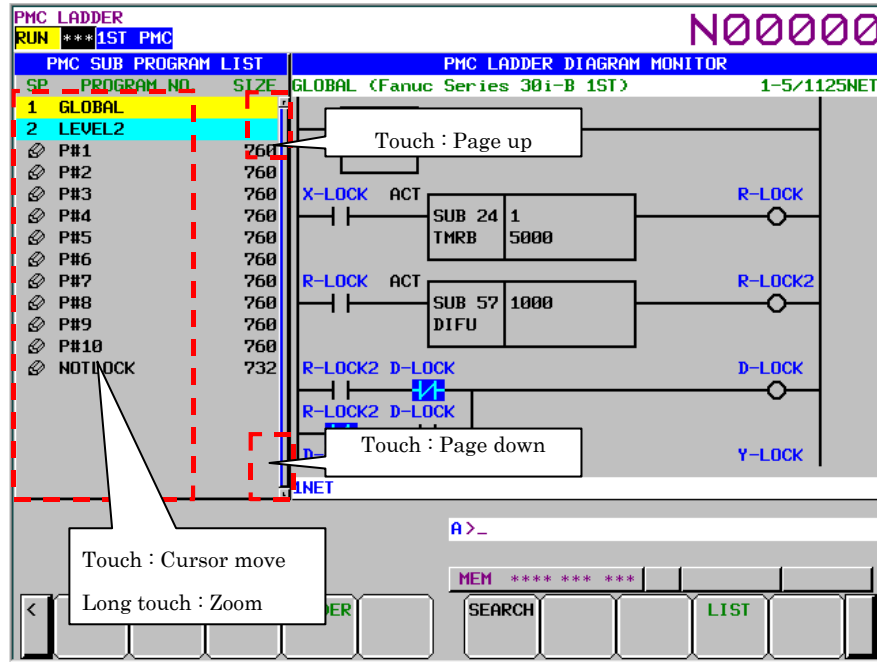 PMC LADDER
N00000
RUN *** 1ST PMC
PMC SUB PROGRAM LIST
SP PROGRAM NO. SIZE
1 GLOBAL
2 LEVEL2
P#1 760
P#2 760
P#3 760
P#4 760
P#5 760
P#6 760
P#7 760
P#8 760
P#9 760
P#10 760
NOTLOCK 732
PMC LADDER DIAGRAM MONITOR
GLOBAL (Fanuc Series 30i-B 1ST) 1-5/1125NET
Touch : Page up
X-LOCK ACT R-LOCK
SUB 24 1
TMRB 5000
R-LOCK ACT R-LOCK2
SUB 57 1000
DIFU
R-LOCK2 D-LOCK D-LOCK
R-LOCK2 D-LOCK
Touch : Page down
D- Y-LOCK
1NET
Touch : Cursor move
Long touch : Zoom
A>_
MEM **** *** ***
< ER SEARCH LIST